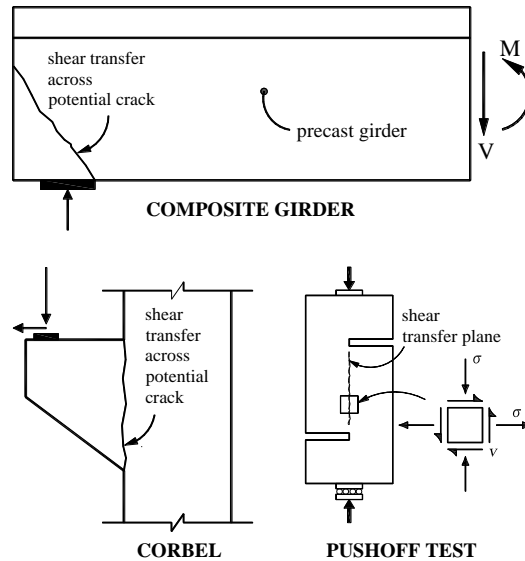 shear transfer
across
potential crack
M
V
precast girder
COMPOSITE GIRDER
shear
transfer
across
potential
crack
CORBEL
shear
transfer plane
σ
σ
v
PUSHOFF TEST